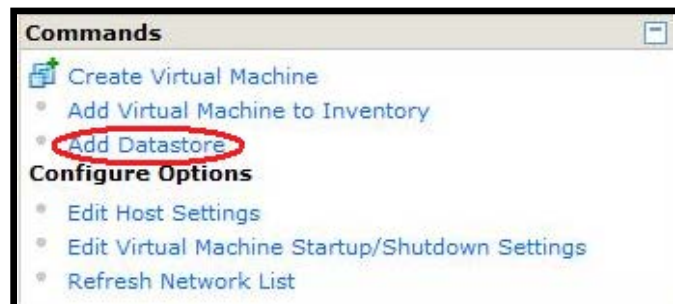 Commands
Create Virtual Machine
Add Virtual Machine to Inventory
Add Datastore
Configure Options
Edit Host Settings
Edit Virtual Machine Startup/Shutdown Settings
Refresh Network List